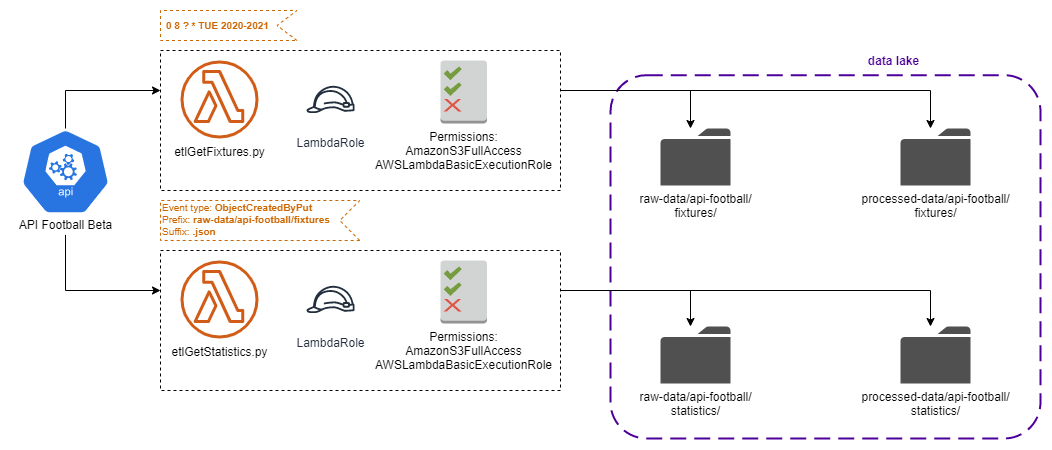 0 8 ? * TUE 2020-2021
data lake
etlGetFixtures.py
LambdaRole
Permissions:
AmazonS3FullAccess
AWSLambdaBasicExecutionRole
raw-data/api-football/
fixtures/
processed-data/api-football/
fixtures/
api
API Football Beta
Event type: ObjectCreatedByPut
Prefix: raw-data/api-football/fixtures
Suffix: .json
etlGetStatistics.py
LambdaRole
Permissions:
AmazonS3FullAccess
AWSLambdaBasicExecutionRole
raw-data/api-football/
statistics/
processed-data/api-football/
statistics/